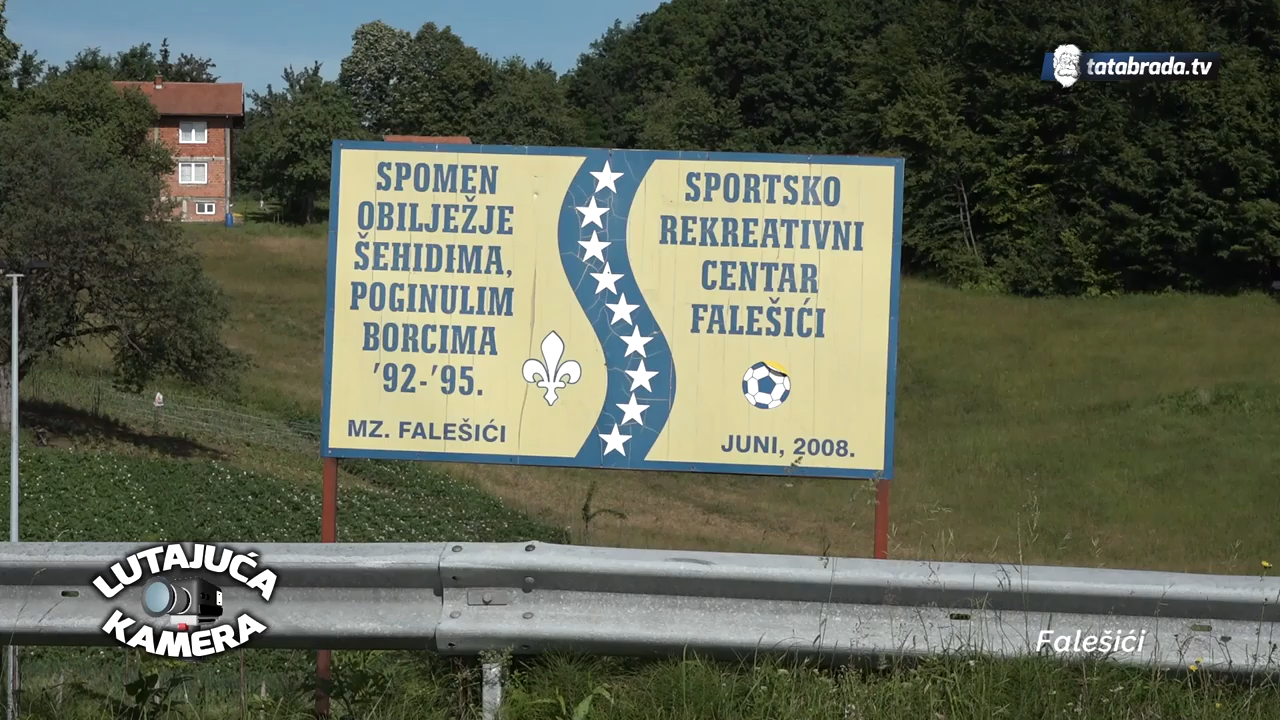 tatabrada.tv
SPOMEN
OBILJEŽJE
ŠEHIDIMA,
POGINULIM
BORCIMA
'92-'95.
MZ. FALEŠIĆI
SPORTSKO
REKREATIVNI
CENTAR
FALEŠIĆI
JUNI, 2008.
LUTAJUĆA
KAMERA
Falešići